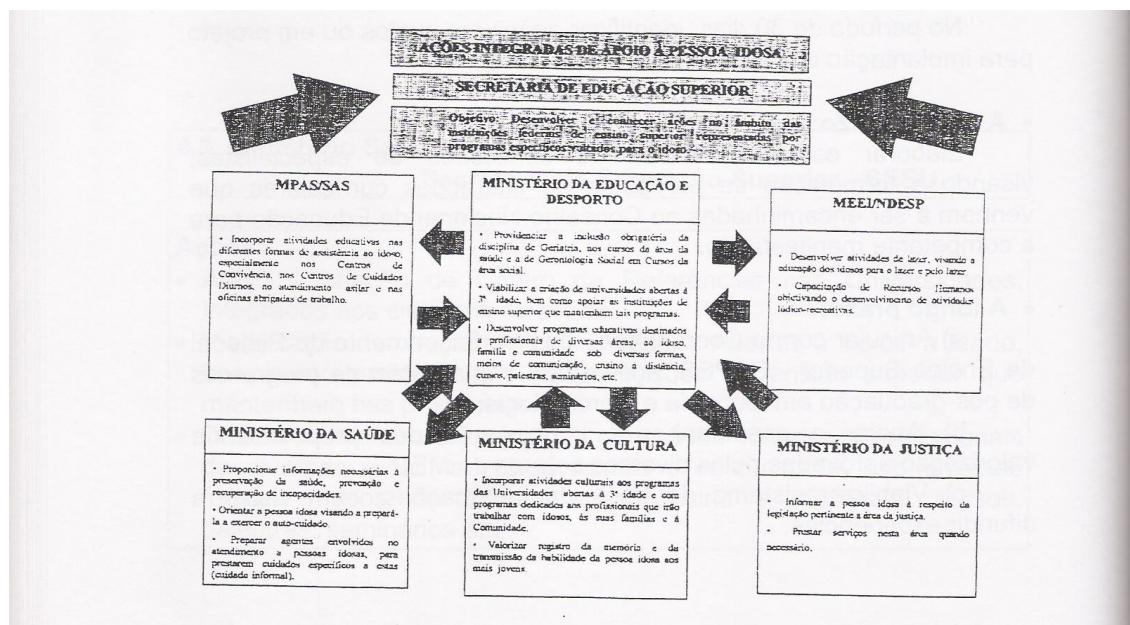 AÇÕES INTEGRADAS DE APOIO À PESSOA IDOSA
SECRETARIA DE EDUCAÇÃO SUPERIOR
Objetivo: Desenvolver e conhecer ações no âmbito das
instituições federais de ensino superior representadas por
programas específicos voltados para o idoso.
MPAS/SAS
• Incorporar atividades educativas nas
diferentes formas de assistência ao idoso,
especialmente nos Centros de
Convivência, nos Centros de Cuidados
Diurnos, no atendimento asilar e nas
oficinas abrigadas de trabalho.
MINISTÉRIO DA EDUCAÇÃO E
DESPORTO
• Providenciar a inclusão obrigatória da
disciplina de Geriatria, nos cursos da área da
saúde e a de Gerontologia Social em Cursos da
área social.
• Viabilizar a criação de universidades abertas à
3ª idade, bem como apoiar as instituições de
ensino superior que mantenham tais programas.
• Desenvolver programas educativos destinados
a profissionais de diversas áreas, ao idoso,
família e comunidade sob diversas formas,
meios de comunicação, ensino a distância,
cursos, palestras, seminários, etc.
MEEI/NDESP
• Desenvolver atividades de lazer, visando a
educação dos idosos para o lazer e pelo lazer.
• Capacitação de Recursos Humanos
objectivando o desenvolvimento de atividades
lúdico-recreativas.
MINISTÉRIO DA SAÚDE
• Proporcionar informações necessárias à
preservação da saúde, prevenção e
recuperação de incapacidades.
• Orientar a pessoa idosa visando a prepará-
la a exercer o auto-cuidado.
• Preparar agentes envolvidos no
atendimento a pessoas idosas, para
prestarem cuidados específicos a estas
(cuidado informal).
MINISTÉRIO DA CULTURA
• Incorporar atividades culturais aos programas
das Universidades abertas à 3ª idade e com
programas dedicados aos profissionais que irão
trabalhar com idosos, às suas famílias e à
Comunidade.
• Valorizar registro da memória e da
transmissão da habilidade da pessoa idosa aos
mais jovens.
MINISTÉRIO DA JUSTIÇA
• Informar a pessoa idosa à respeito da
legislação pertinente a área da justiça.
• Prestar serviços nesta área quando
necessário.